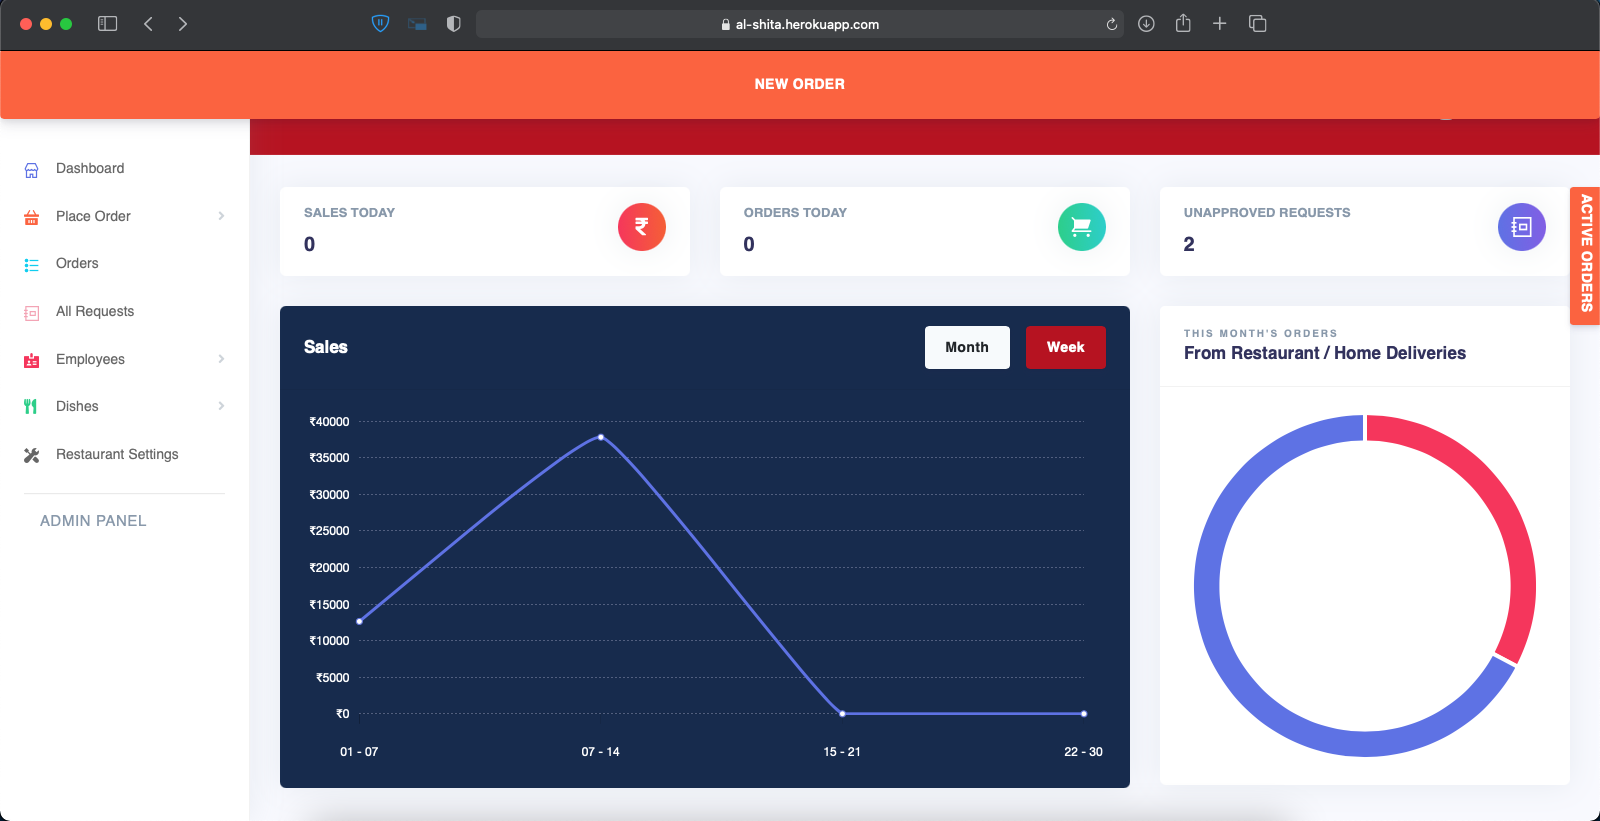 al-shita.herokuapp.com
NEW ORDER
Dashboard
Place Order
Orders
All Requests
Employees
Dishes
Restaurant Settings
ADMIN PANEL
SALES TODAY
0
₹
ORDERS TODAY
0
UNAPPROVED REQUESTS
2
ACTIVE ORDERS
Sales
Month
Week
₹40000
₹35000
₹30000
₹25000
₹20000
₹15000
₹10000
₹5000
₹0
01 - 07
07 - 14
15 - 21
22 - 30
THIS MONTH'S ORDERS
From Restaurant / Home Deliveries